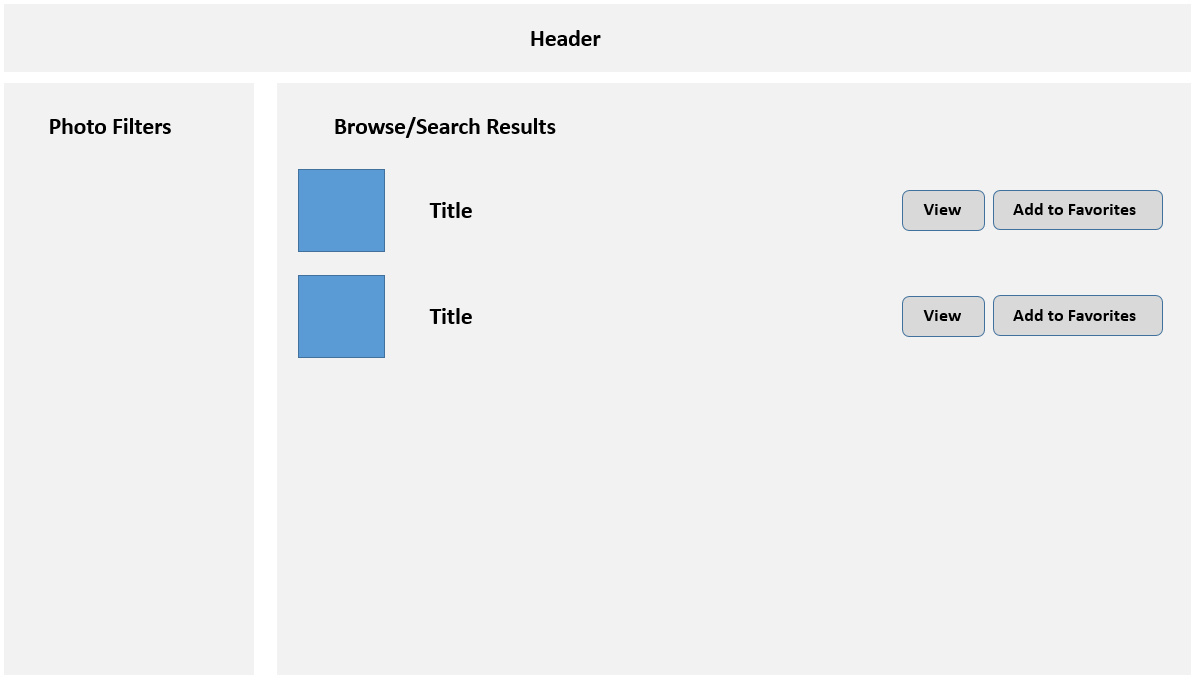 Header
Photo Filters
Browse/Search Results
Title
View
Add to Favorites
Title
View
Add to Favorites